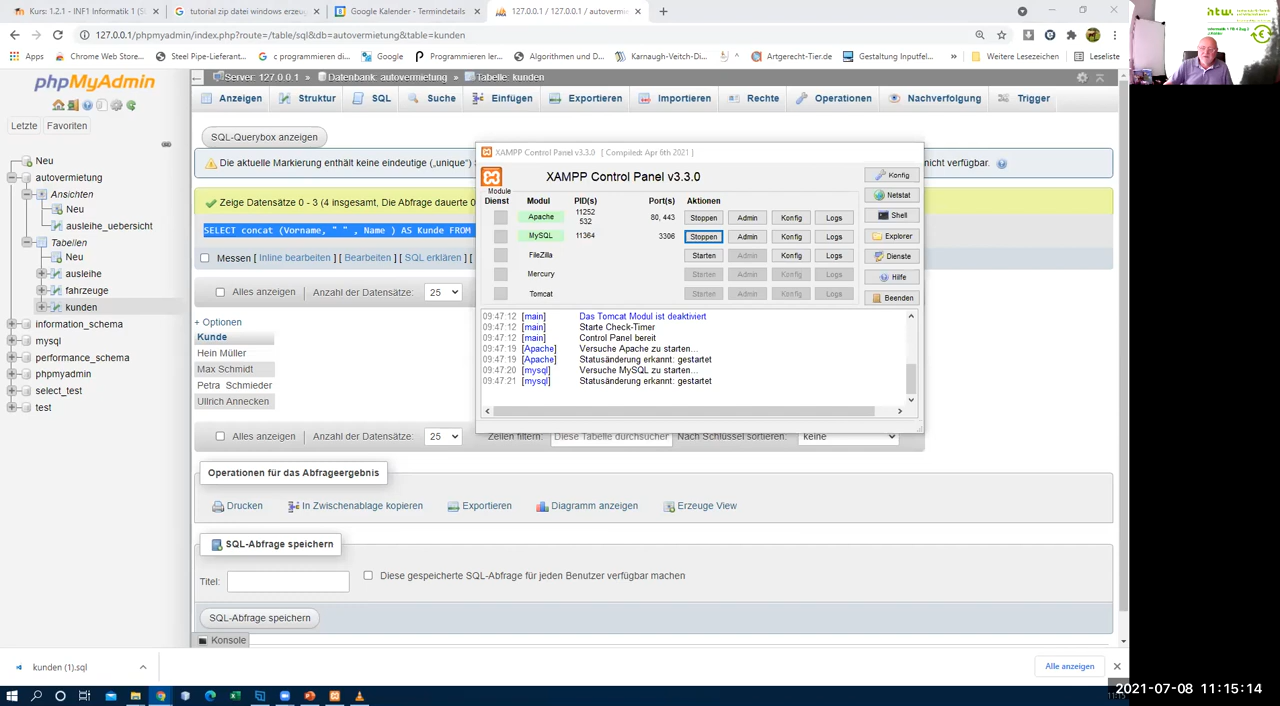 Kurs: 1.2.1 - INF1 Informatik 1 (S
tutorial zip datei windows erzeug
Google Kalender - Termindetails
127.0.0.1 / 127.0.0.1 / autovermie
127.0.0.1/phpmyadmin/index.php?route=/table/sql&db=autovermietung&table=kunden
Apps
Chrome Web Store...
Steel Pipe-Lieferant...
Google
Programmieren ler...
Algorithmen und D...
Karnaugh-Veitch-Di...
Artgerecht-Tier.de
Gestaltung Inputfel...
»
Weitere Lesezeichen
Leseliste
phpMyAdmin
Letzte
Favoriten
Neu
autovermietung
Ansichten
Neu
ausleihe_uebersicht
Tabellen
Neu
ausleihe
fahrzeuge
kunden
information_schema
mysql
performance_schema
phpmyadmin
select_test
test
Server: 127.0.0.1 » Datenbank: autovermietung » Tabelle: kunden
Anzeigen
Struktur
SQL
Suche
Einfügen
Exportieren
Importieren
Rechte
Operationen
Nachverfolgung
Trigger
SQL-Querybox anzeigen
Die aktuelle Markierung enthält keine eindeutige („unique")
nicht verfügbar.
Zeige Datensätze 0 - 3 (4 insgesamt, Die Abfrage dauerte
SELECT concat (Vorname, " " , Name ) AS Kunde FROM
Messen [ Inline bearbeiten ] [ Bearbeiten ] [ SQL erklären ] [
Alles anzeigen
Anzahl der Datensätze:
25
+ Optionen
Kunde
Hein Müller
Max Schmidt
Petra Schmieder
Ullrich Annecken
Alles anzeigen
Anzahl der Datensätze:
25
Zeilen filtern:
Diese Tabelle durchsuchen
Nach Schlüssel sortieren:
keine
Operationen für das Abfrageergebnis
Drucken
In Zwischenablage kopieren
Exportieren
Diagramm anzeigen
Erzeuge View
SQL-Abfrage speichern
Titel:
Diese gespeicherte SQL-Abfrage für jeden Benutzer verfügbar machen
SQL-Abfrage speichern
Konsole
XAMPP Control Panel v3.3.0 [ Compiled: Apr 6th 2021 ]
XAMPP Control Panel v3.3.0
Module
Dienst Modul PID(s) Port(s) Aktionen
Apache 11252 532 80, 443 Stoppen Admin Konfig Logs
MySQL 11364 3306 Stoppen Admin Konfig Logs
FileZilla Starten Admin Konfig Logs
Mercury Starten Admin Konfig Logs
Tomcat Starten Admin Konfig Logs
Konfig
Netstat
Shell
Explorer
Dienste
Hilfe
Beenden
09:47:12 [main] Das Tomcat Modul ist deaktiviert
09:47:12 [main] Starte Check-Timer
09:47:12 [main] Control Panel bereit
09:47:19 [Apache] Versuche Apache zu starten...
09:47:19 [Apache] Statusänderung erkannt: gestartet
09:47:20 [mysql] Versuche MySQL zu starten...
09:47:21 [mysql] Statusänderung erkannt: gestartet
kunden (1).sql
Alle anzeigen
2021-07-08 11:15:14
htw